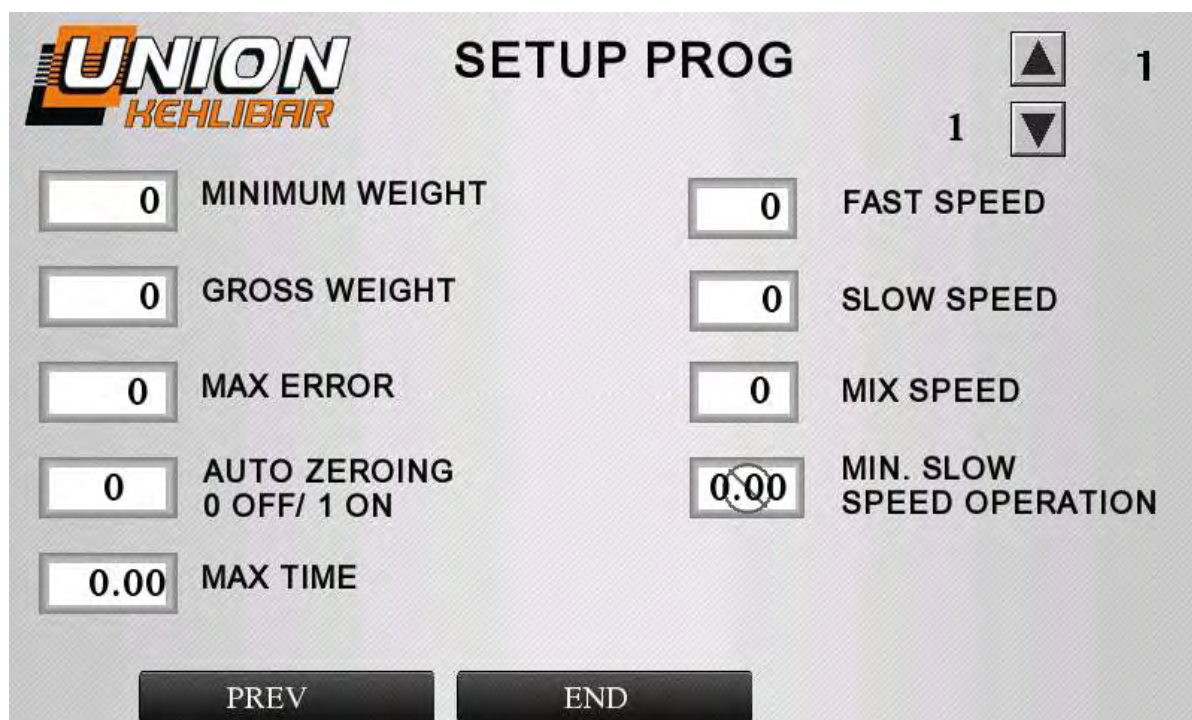 UNION
KEHLIBAR
SETUP PROG
1
1
0 MINIMUM WEIGHT
0 FAST SPEED
0 GROSS WEIGHT
0 SLOW SPEED
0 MAX ERROR
0 MIX SPEED
0 AUTO ZEROING
0 OFF/ 1 ON
0.00 MIN. SLOW
SPEED OPERATION
0.00 MAX TIME
PREV
END